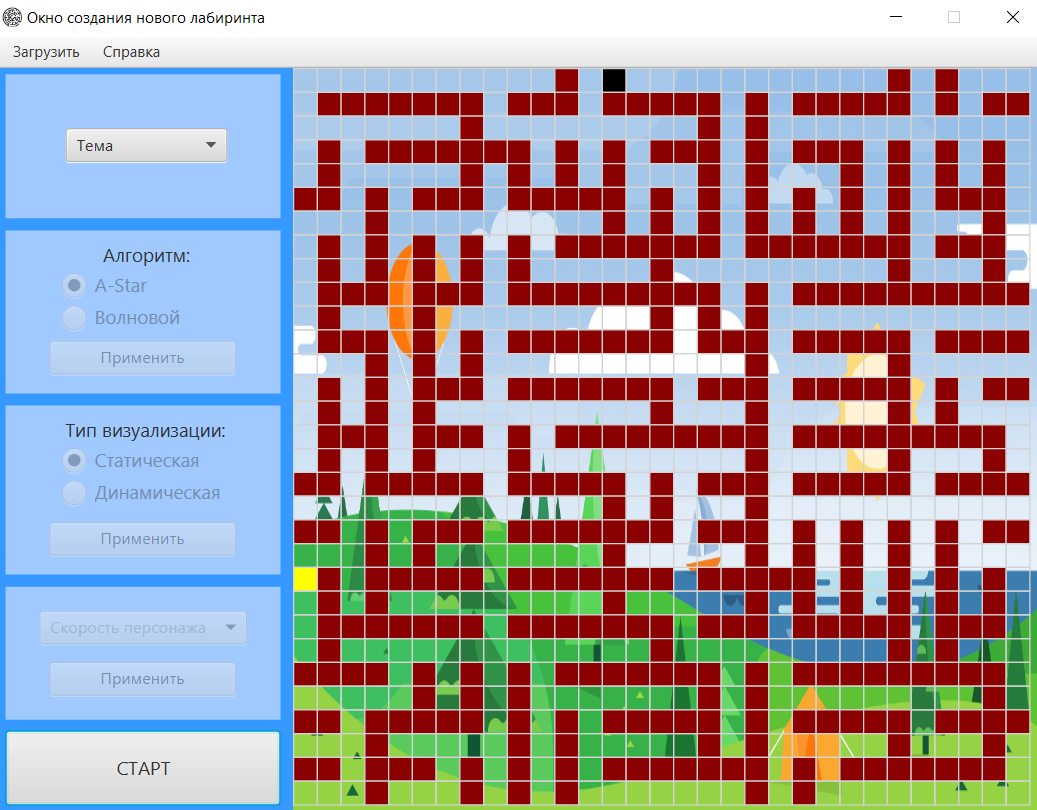 Окно создания нового лабиринта
Загрузить Справка
Тема
Алгоритм:
A-Star
Волновой
Применить
Тип визуализации:
Статическая
Динамическая
Применить
Скорость персонажа
Применить
СТАРТ